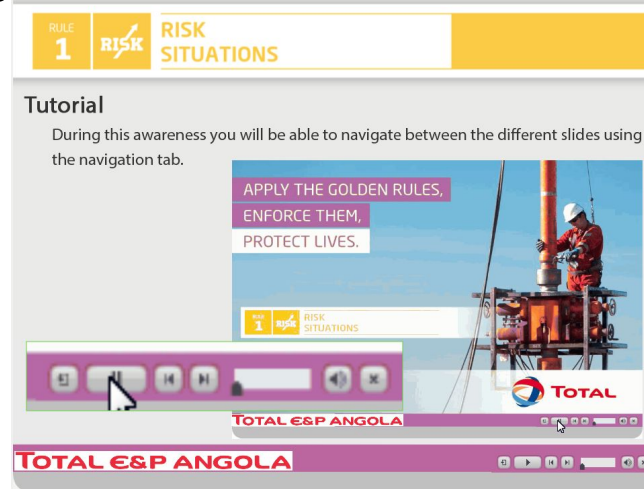 RULE
1
RISK
RISK
SITUATIONS
Tutorial
During this awareness you will be able to navigate between the different slides using
the navigation tab.
APPLY THE GOLDEN RULES,
ENFORCE THEM,
PROTECT LIVES.
RULE
1
RISK
RISK
SITUATIONS
TOTAL
TOTAL E&P ANGOLA
TOTAL E&P ANGOLA